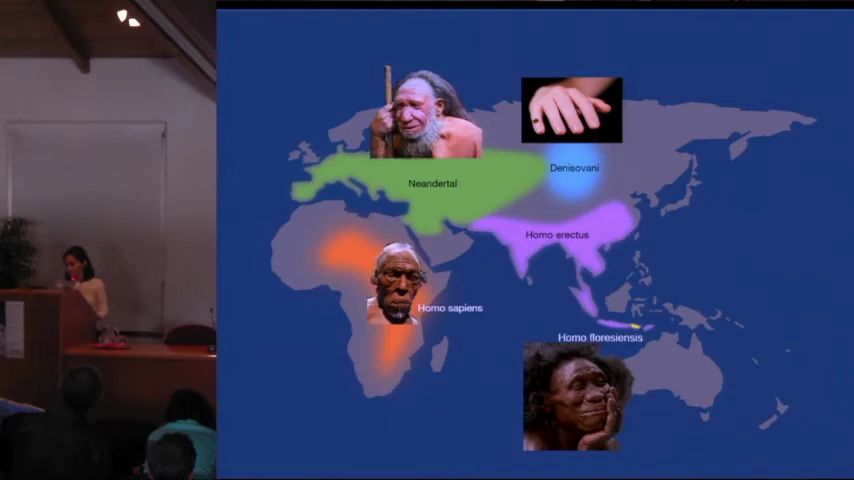 Neandertal
Denisovani
Homo erectus
Homo sapiens
Homo floresiensis